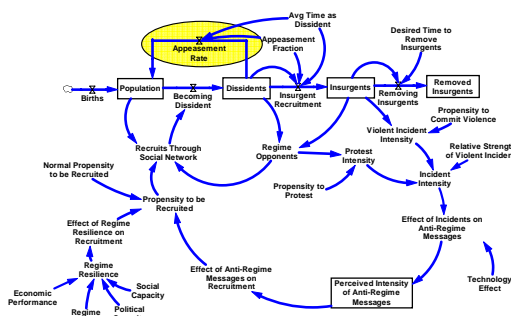 Avg Time as
Dissident
Appeasement
Fraction
Desired Time to
Remove
Insurgents
Appeasement
Rate
Population
Dissidents
Insurgents
Removed
Insurgents
Births
Becoming
Dissident
Insurgent
Recruitment
Removing
Insurgents
Propensity to
Commit Violence
Violent Incident
Intensity
Recruits Through
Social Network
Regime
Opponents
Protest
Intensity
Relative Strengt
of Violent Inciden
Incident
Intensity
Normal Propensity
to be Recruited
Propensity to
Protest
Propensity to be
Recruited
Effect of Regime
Resilience on
Recruitment
Effect of Incidents on
Anti-Regime
Messages
Regime
Resilience
Effect of Anti-Regime
Messages on
Recruitment
Technology
Effect
Economic
Performance
Social
Capacity
Perceived Intensity
of Anti-Regime
Messages
Regime
Political